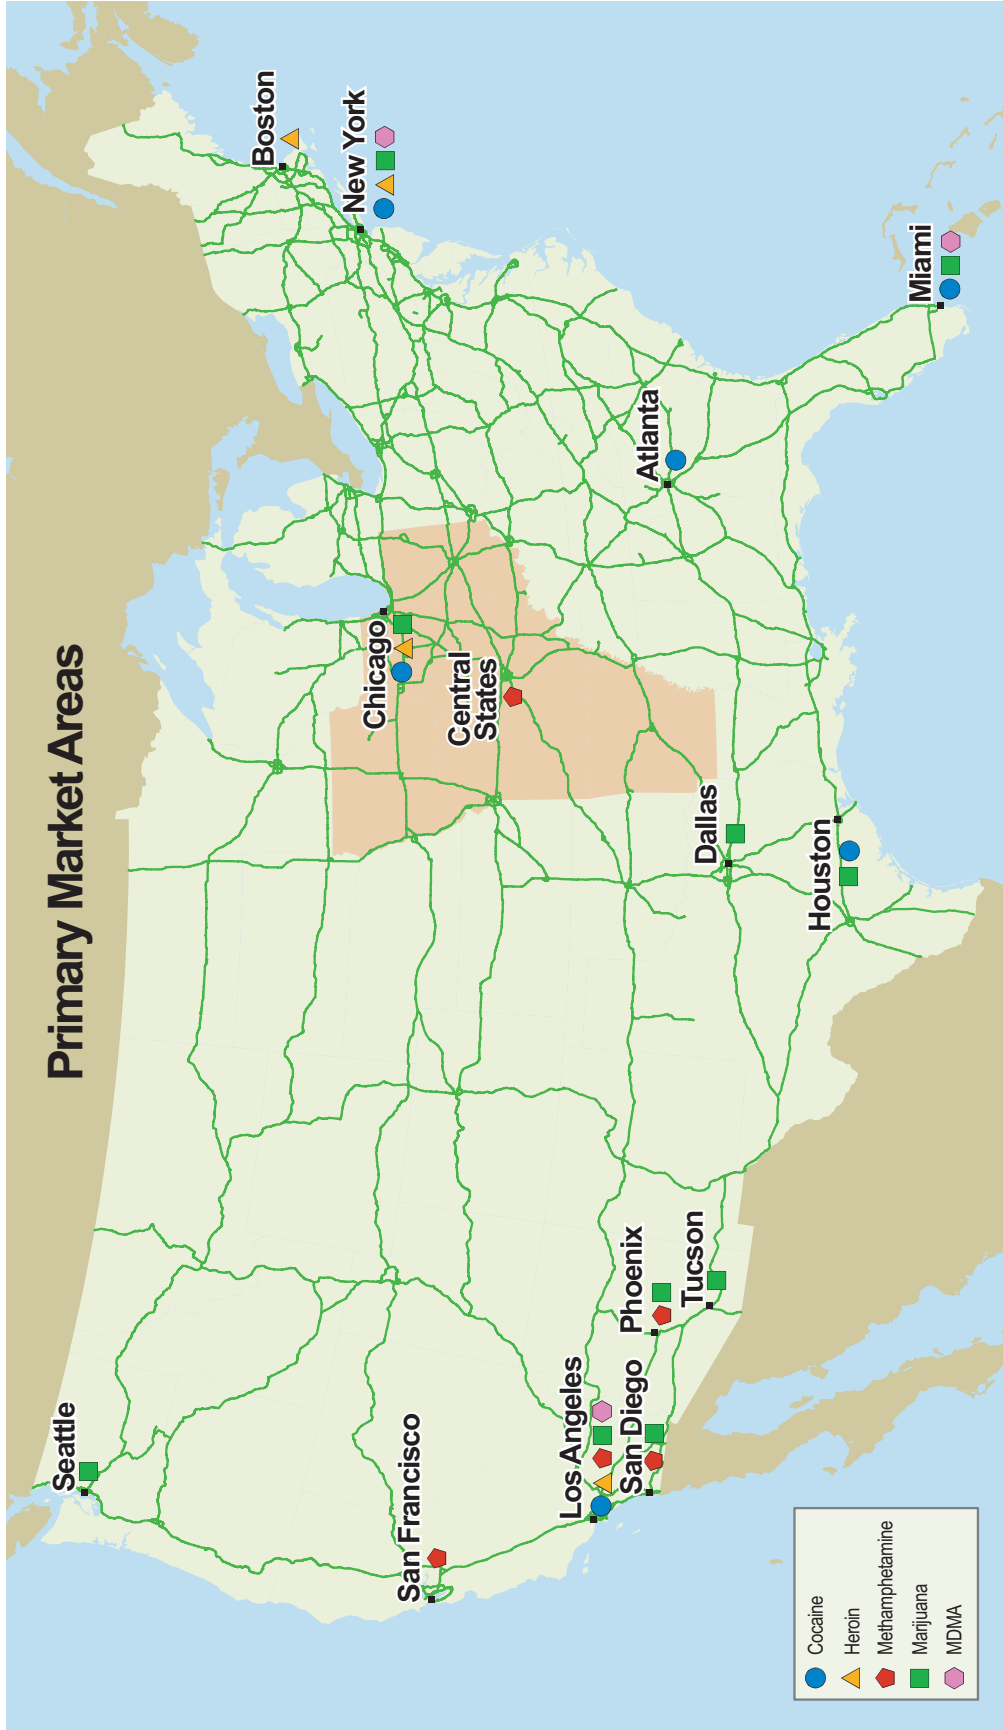 Primary Market Areas
Seattle
San Francisco
Los Angeles
San Diego
Phoenix
Tucson
Dallas
Houston
Chicago
Central
States
Atlanta
Miami
New York
Boston
Cocaine
Heroin
Methamphetamine
Marijuana
MDMA